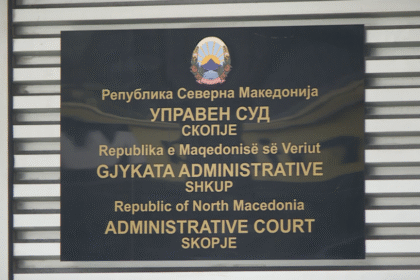 Република Северна Македонија
УПРАВЕН СУД
СКОПЈЕ
Republika e Maqedonisë së Veriut
GJYKATA ADMINISTRATIVE
SHKUP
Republic of North Macedonia
ADMINISTRATIVE COURT
SKOPJE